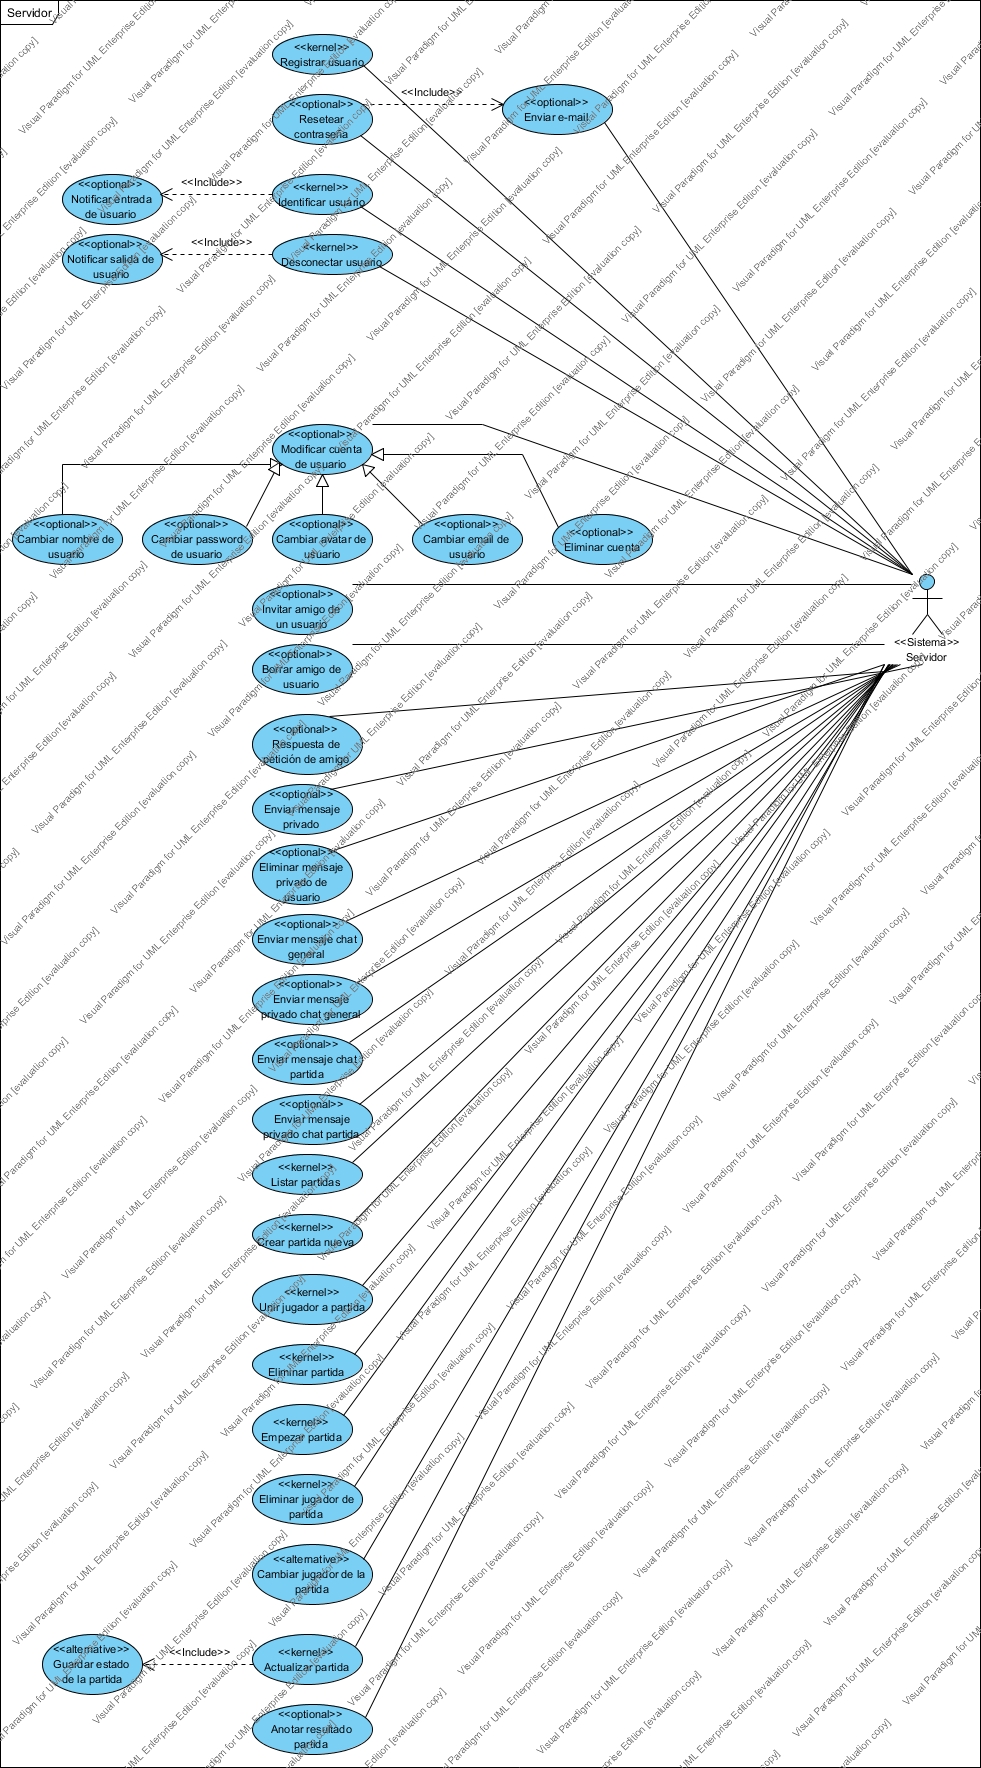 Servidor
<<kernel>>
Registrar usuario
<<optional>>
Resetear
contraseña
<<Include>>
<<optional>>
Enviar e-mail
<<optional>>
Notificar entrada
de usuario
<<Include>>
<<kernel>>
Identificar usuario
<<optional>>
Notificar salida de
usuario
<<Include>>
<<kernel>>
Desconectar usuario
<<optional>>
Modificar cuenta
de usuario
<<optional>>
Cambiar nombre de
usuario
<<optional>>
Cambiar password
de usuario
<<optional>>
Cambiar avatar de
usuario
<<optional>>
Cambiar email de
usuario
<<optional>>
Eliminar cuenta
<<optional>>
Invitar amigo de
un usuario
<<Sistema>>
Servidor
<<optional>>
Borrar amigo de
usuario
<<optional>>
Respuesta de
petición de amigo
<<optional>>
Enviar mensaje
privado
<<optional>>
Eliminar mensaje
privado de
usuario
<<optional>>
Enviar mensaje chat
general
<<optional>>
Enviar mensaje
privado chat general
<<optional>>
Enviar mensaje chat
partida
<<optional>>
Enviar mensaje
privado chat partida
<<kernel>>
Listar partidas
<<kernel>>
Crear partida nueva
<<kernel>>
Unir jugador a partida
<<kernel>>
Eliminar partida
<<kernel>>
Empezar partida
<<kernel>>
Eliminar jugador de
partida
<<alternative>>
Cambiar jugador de la
partida
<<alternative>>
Guardar estado
de la partida
<<Include>>
<<kernel>>
Actualizar partida
<<optional>>
Anotar resultado
partida
Visual Paradigm for UML Enterprise Edition [evaluation copy]